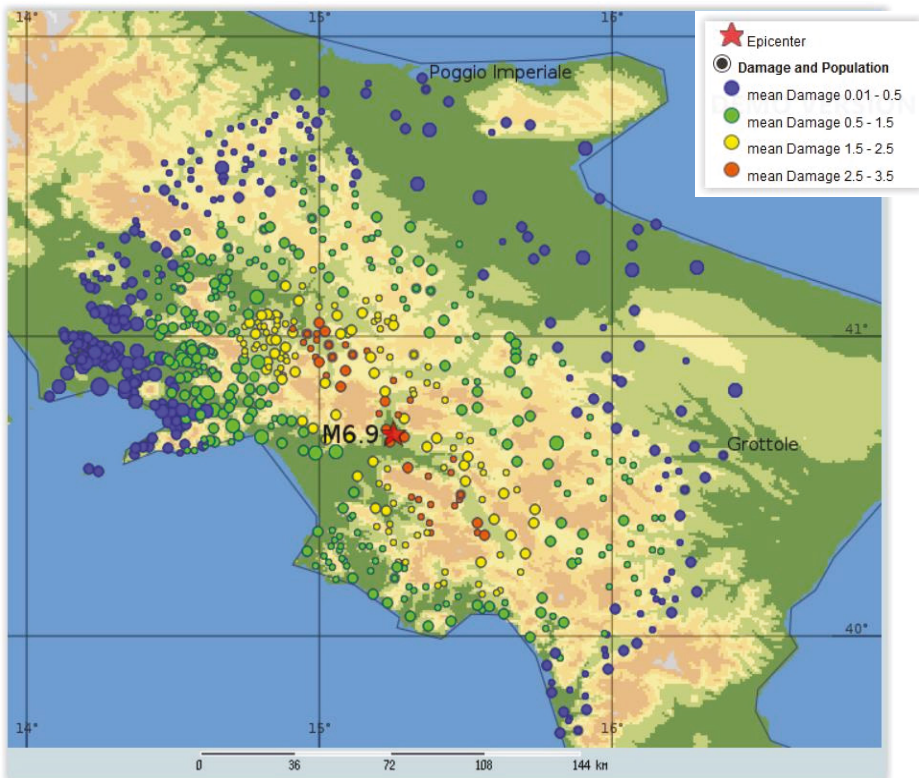 14°
15°
16°
Epicenter
Damage and Population
DEMO VERSION
mean Damage 0.01 - 0.5
mean Damage 0.5 - 1.5
mean Damage 1.5 - 2.5
mean Damage 2.5 - 3.5
Poggio Imperiale
41°
M6.9
Grottole
40°
14°
15°
16°
0 36 72 108 144 км